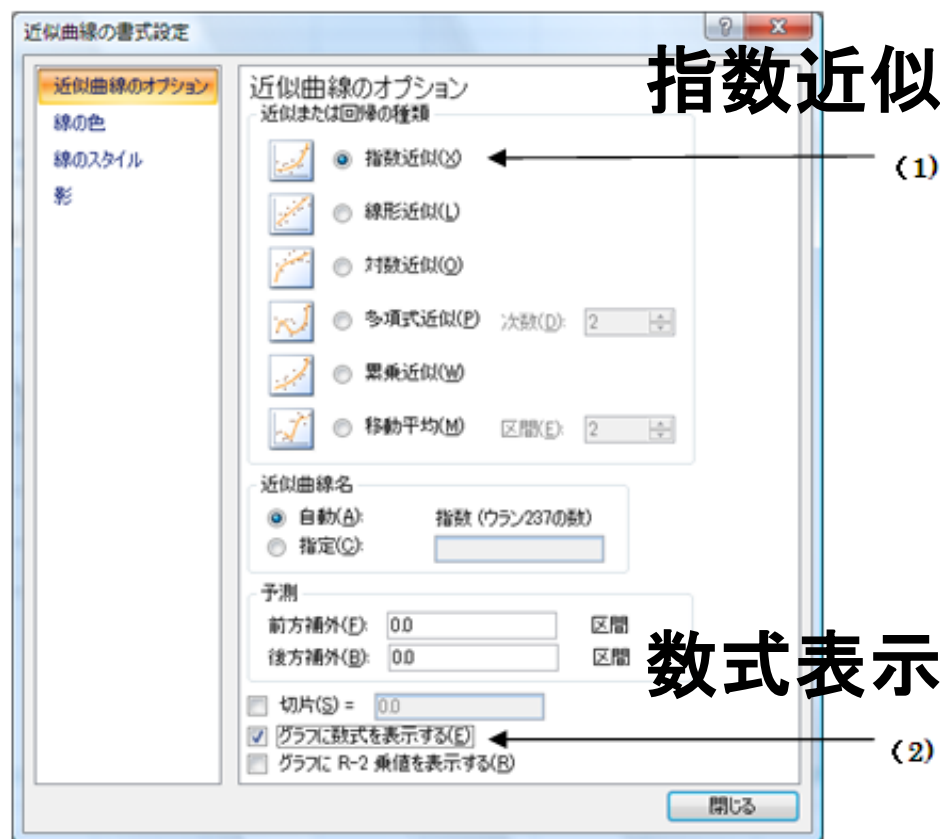 近似曲線の書式設定
指数近似
近似曲線のオプション
線の色
線のスタイル
影
近似曲線のオプション
近似または回帰の種類
指数近似(X)
(1)
線形近似(L)
対数近似(O)
多項式近似(P) 次数(D): 2
累乗近似(W)
移動平均(M) 区間(E): 2
近似曲線名
自動(A): 指数 (ウラン237の数)
指定(C):
予測
前方補外(F): 0.0 区間
後方補外(B): 0.0 区間
数式表示
切片(S) = 0.0
グラフに数式を表示する(E)
(2)
グラフに R-2 乗値を表示する(R)
閉じる